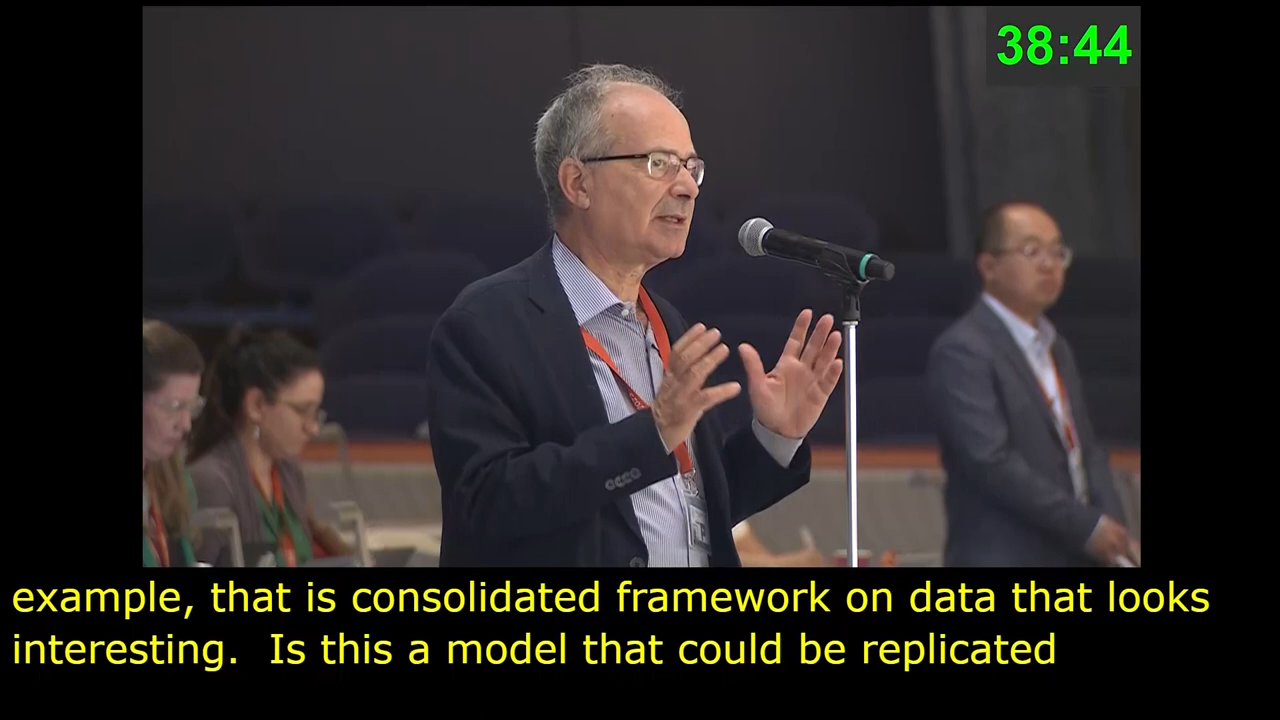 38:44
example, that is consolidated framework on data that looks
interesting.  Is this a model that could be replicated